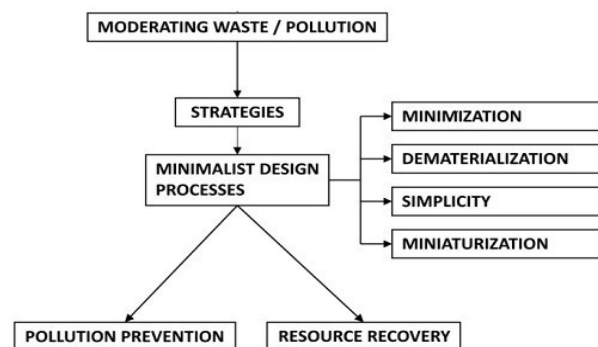 MODERATING WASTE / POLLUTION
STRATEGIES
MINIMALIST DESIGN
PROCESSES
MINIMIZATION
DEMATERIALIZATION
SIMPLICITY
MINIATURIZATION
POLLUTION PREVENTION
RESOURCE RECOVERY